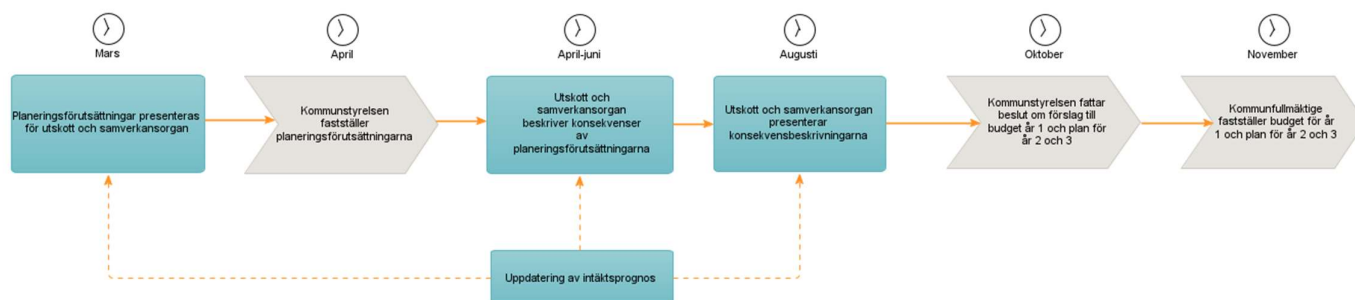 Mars
April
April-juni
Augusti
Oktober
November
Planeringsförutsättningar presenteras
för utskott och samverkansorgan
Kommunstyrelsen
fastställer
planeringsförutsättningarna
Utskott och
samverkansorgan
beskriver konsekvenser
av
planeringsförutsättningarna
Utskott och samverkansorgan
presenterar
konsekvensbeskrivningarna
Kommunstyrelsen fattar
beslut om förslag till
budget år 1 och plan för
år 2 och 3
Kommunfullmäktige
fastställer budget för år
1 och plan för år 2 och 3
Uppdatering av intäktsprognos